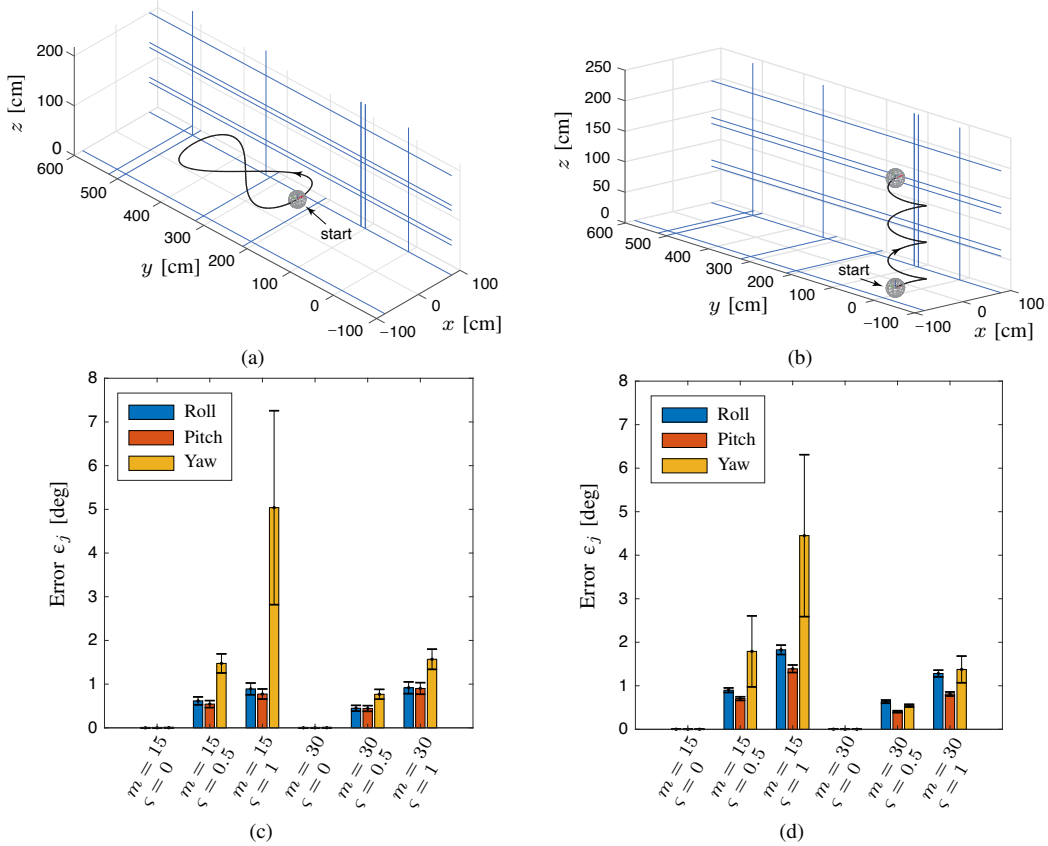 200
100
0
z [cm]
600
500
400
300
200
100
0
−100
y [cm]
−100
0
100
x [cm]
start
(a)
250
200
150
100
50
0
z [cm]
600
500
400
300
200
100
0
−100
y [cm]
−100
0
100
x [cm]
start
(b)
8
7
6
5
4
3
2
1
0
Error ϵj [deg]
Roll
Pitch
Yaw
m = 15
ς = 0
m = 15
ς = 0.5
m = 15
ς = 1
m = 30
ς = 0
m = 30
ς = 0.5
m = 30
ς = 1
(c)
8
7
6
5
4
3
2
1
0
Error ϵj [deg]
Roll
Pitch
Yaw
m = 15
ς = 0
m = 15
ς = 0.5
m = 15
ς = 1
m = 30
ς = 0
m = 30
ς = 0.5
m = 30
ς = 1
(d)